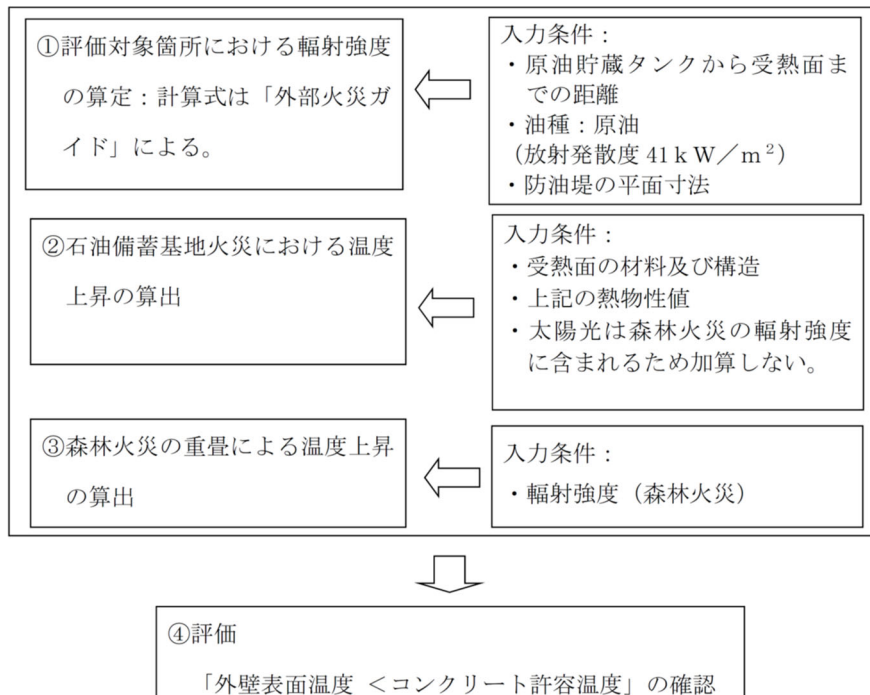 ①評価対象箇所における輻射強度
の算定：計算式は「外部火災ガ
イド」による。
入力条件：
・原油貯蔵タンクから受熱面ま
での距離
・油種：原油
（放射発散度 41ｋＷ／ｍ²）
・防油堤の平面寸法
②石油備蓄基地火災における温度
上昇の算出
入力条件：
・受熱面の材料及び構造
・上記の熱物性値
・太陽光は森林火災の輻射強度
に含まれるため加算しない。
③森林火災の重畳による温度上昇
の算出
入力条件：
・輻射強度（森林火災）
④評価
「外壁表面温度 ＜コンクリート許容温度」の確認